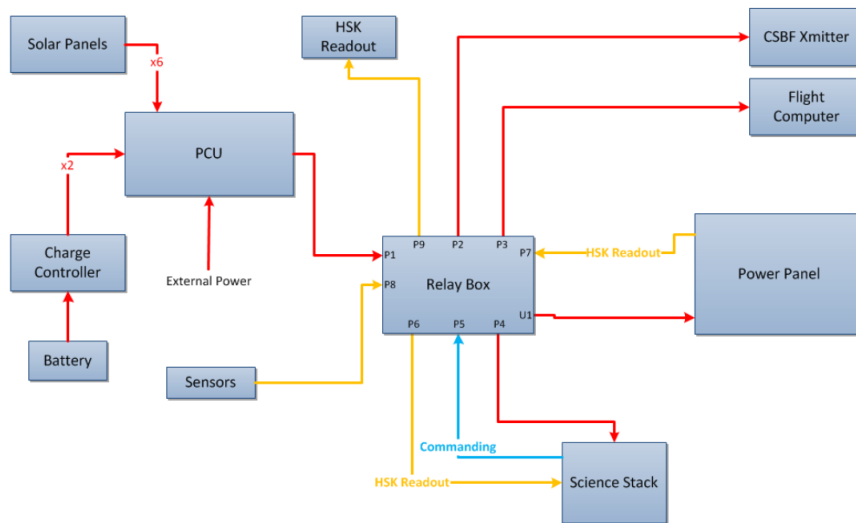 Solar Panels
x6
HSK
Readout
CSBF Xmitter
Flight
Computer
PCU
x2
Charge
Controller
External Power
Battery
Sensors
P9
P2
P3
P1
P7
P8
Relay Box
U1
P6
P5
P4
HSK Readout
Power Panel
Commanding
HSK Readout
Science Stack